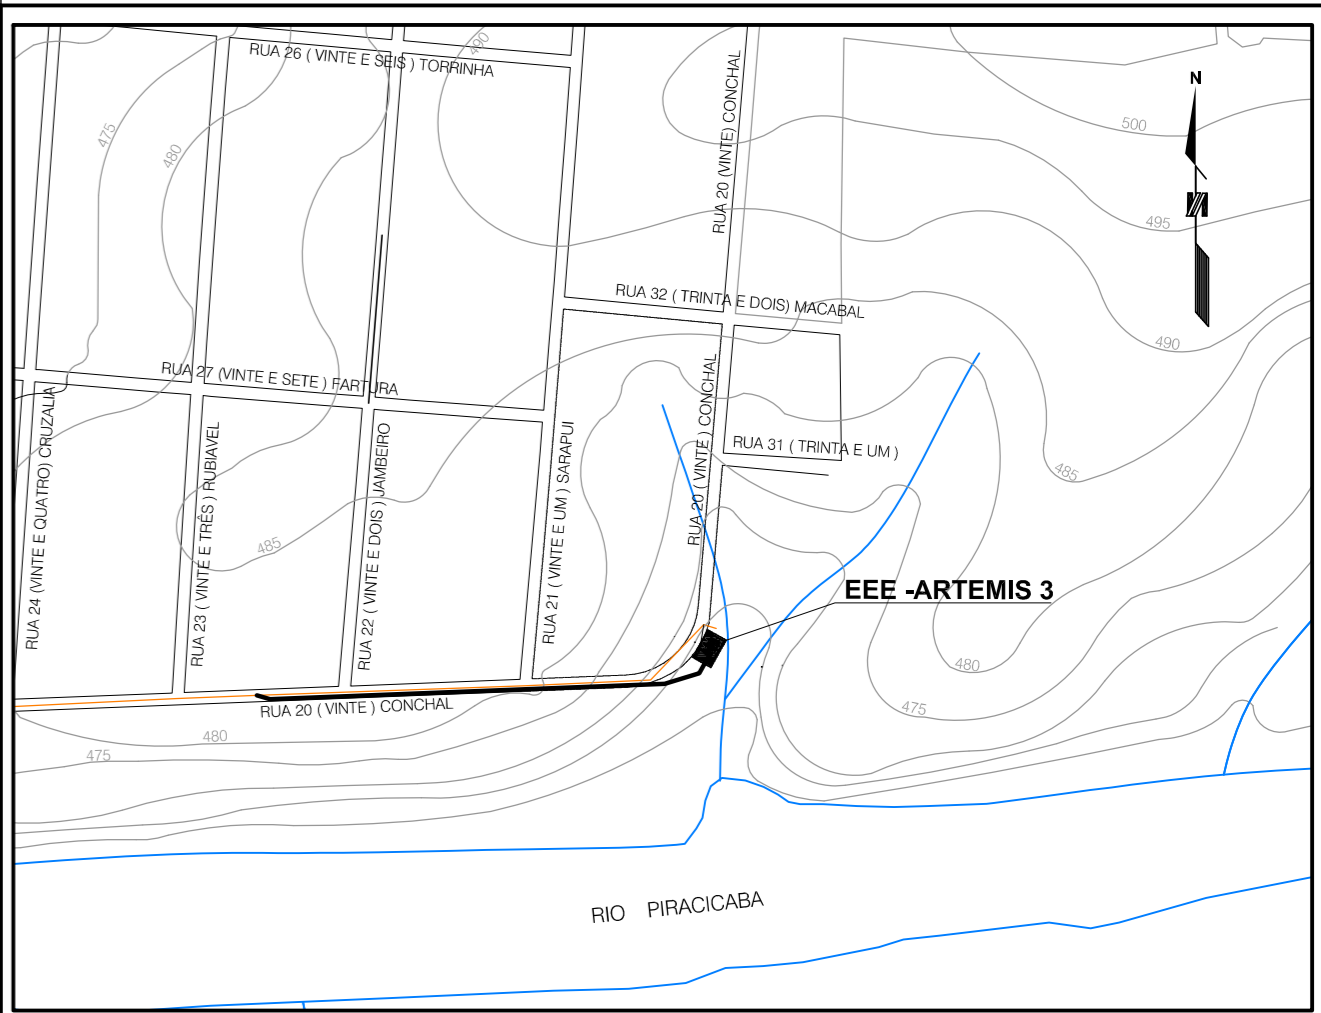 RUA 26 ( VINTE E SEIS ) TORRINHA
490
N
475
480
RUA 20 (VINTE) CONCHAL
500
495
RUA 32 ( TRINTA E DOIS) MACABAL
490
RUA 27 (VINTE E SETE ) FARTURA
RUA 24 (VINTE E QUATRO) CRUZALIA
RUA 23 ( VINTE E TRÊS ) RUBIAVEL
RUA 22 ( VINTE E DOIS ) JAMBEIRO
RUA 21 ( VINTE E UM ) SARAPUI
RUA 20 ( VINTE ) CONCHAL
RUA 31 ( TRINTA E UM )
485
485
EEE -ARTEMIS 3
480
475
RUA 20 ( VINTE ) CONCHAL
480
475
RIO PIRACICABA